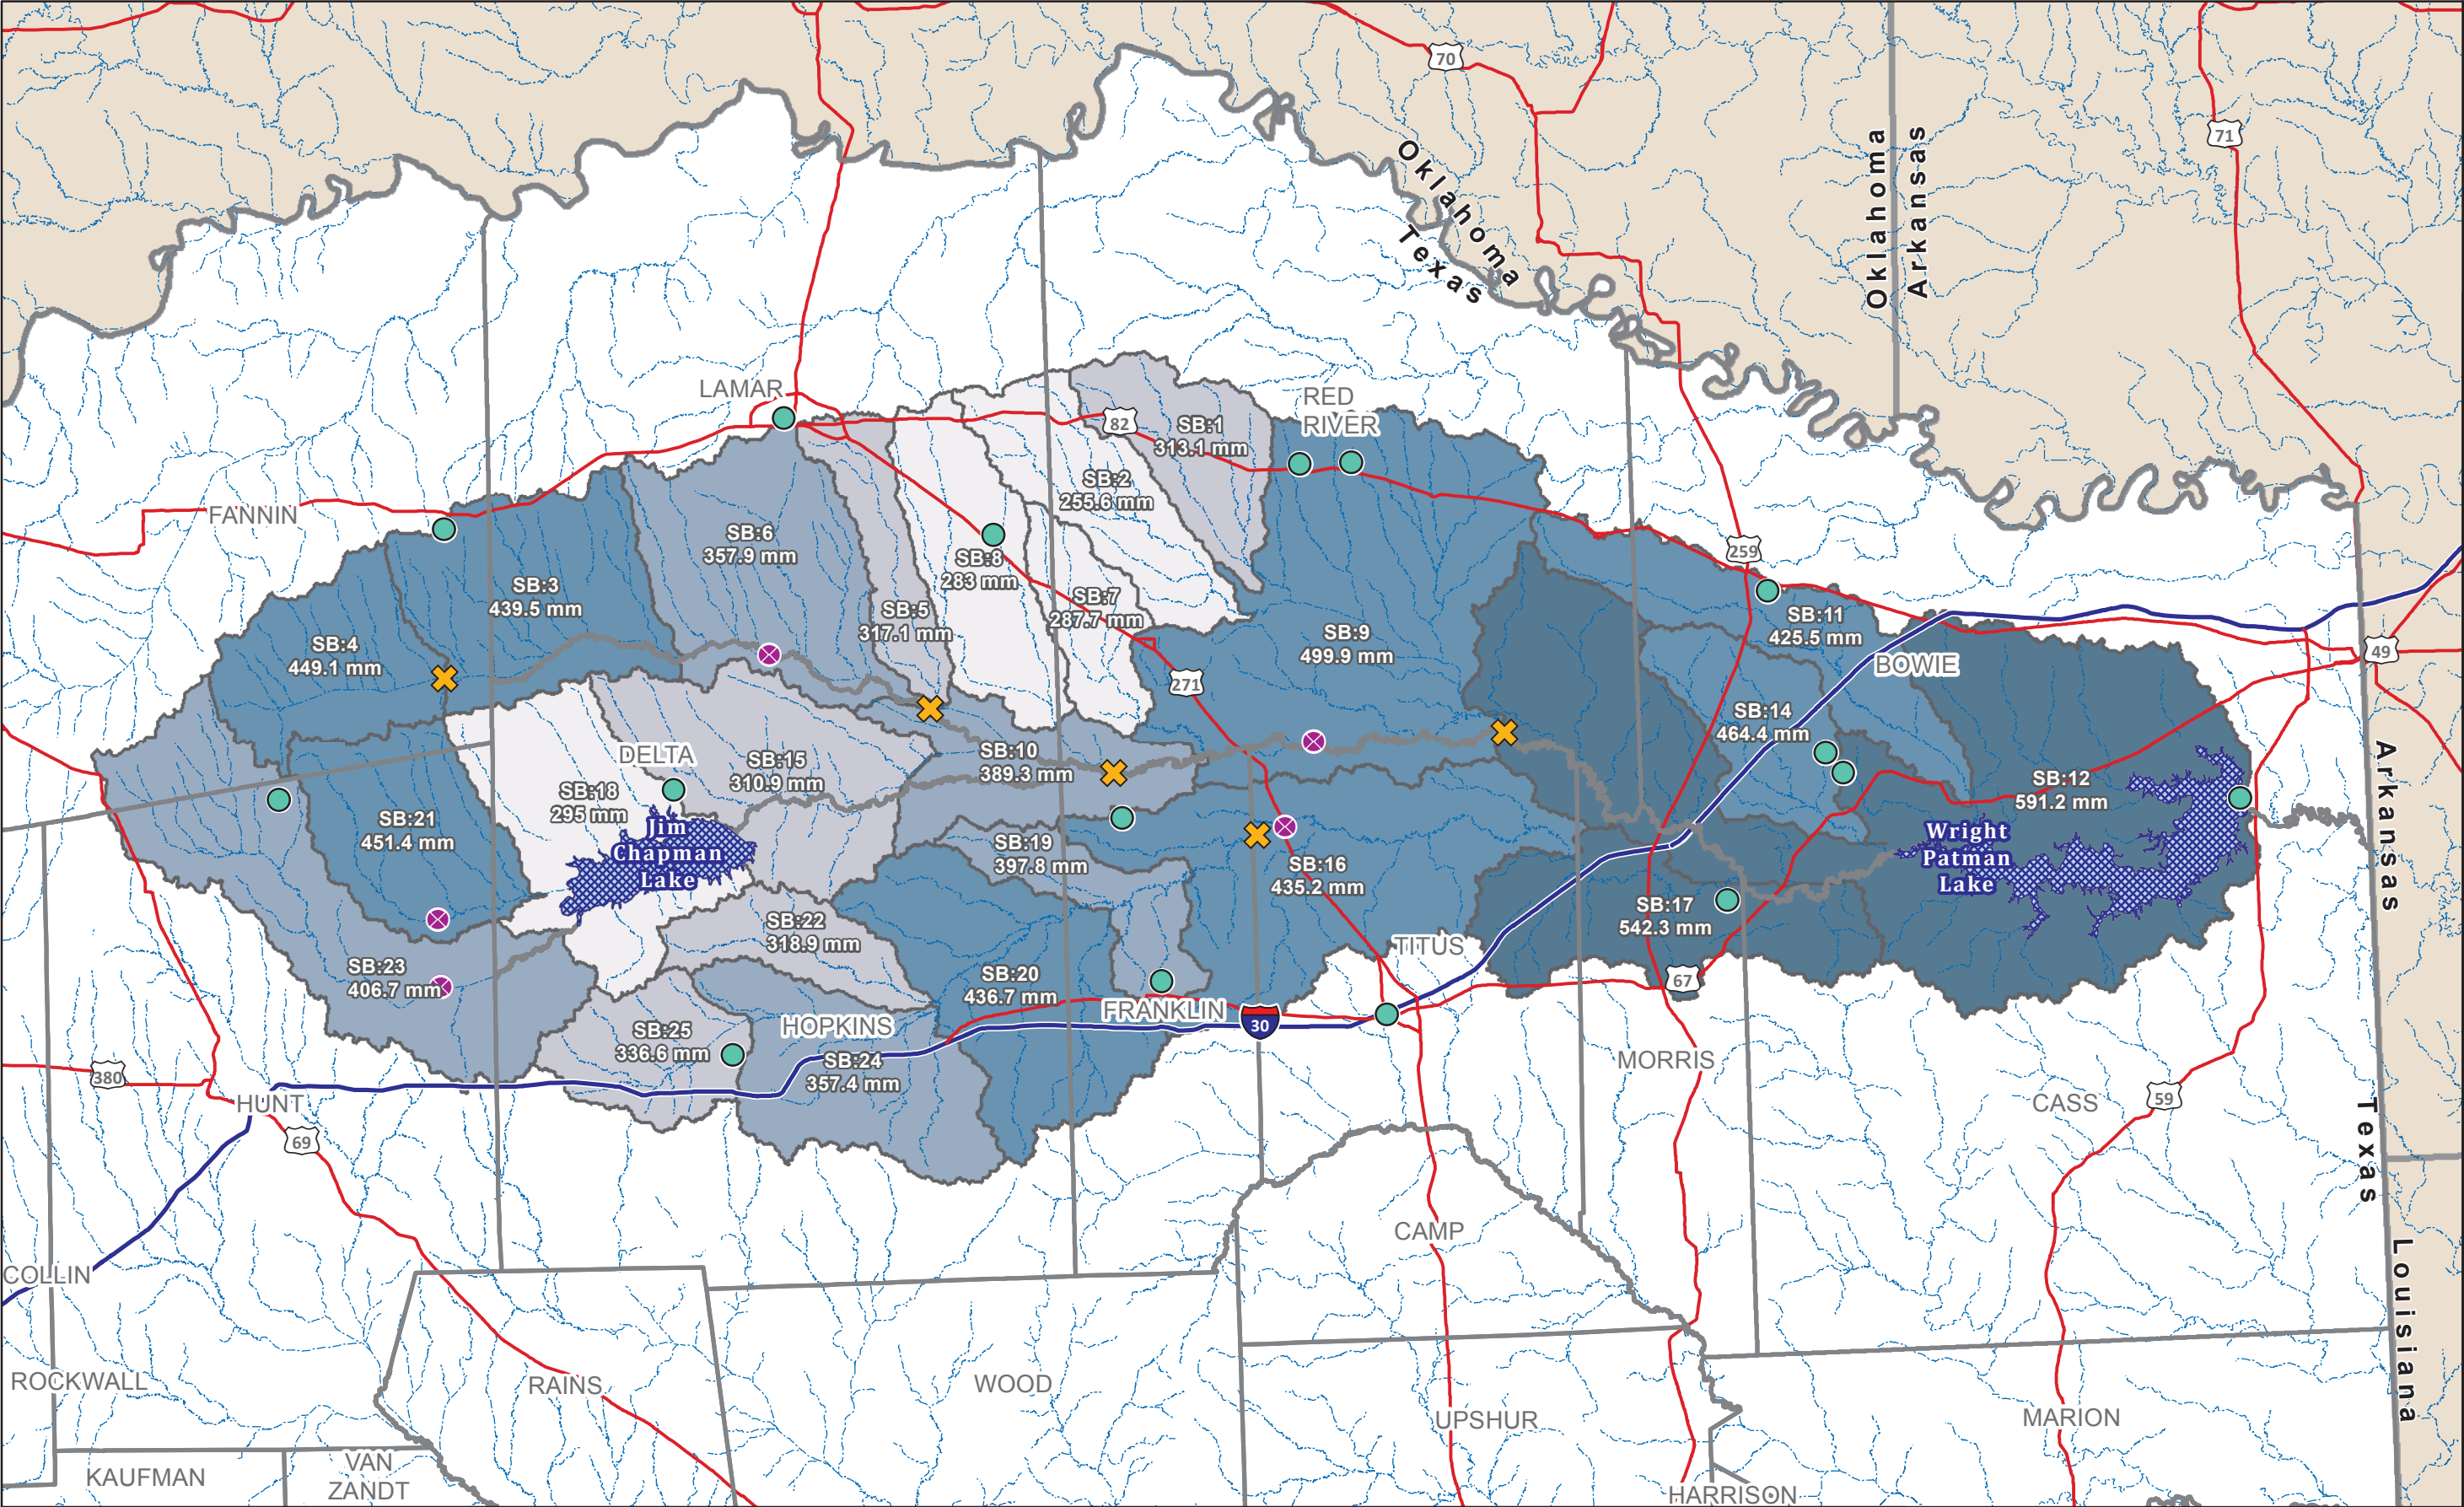 70
71
Oklahoma
Texas
Oklahoma
Arkansas
LAMAR
RED
RIVER
82
SB:1
313.1 mm
SB:2
255.6 mm
FANNIN
SB:6
357.9 mm
SB:8
283 mm
259
SB:3
439.5 mm
SB:5
317.1 mm
SB:7
287.7 mm
SB:4
449.1 mm
SB:9
499.9 mm
SB:11
425.5 mm
BOWIE
49
271
SB:14
464.4 mm
DELTA
SB:15
310.9 mm
SB:10
389.3 mm
SB:18
295 mm
SB:12
591.2 mm
Arkansas
Texas
SB:21
451.4 mm
Jim
Chapman
Lake
SB:19
397.8 mm
SB:16
435.2 mm
Wright
Patman
Lake
SB:17
542.3 mm
SB:22
318.9 mm
TITUS
SB:23
406.7 mm
SB:20
436.7 mm
67
FRANKLIN
30
HOPKINS
SB:25
336.6 mm
SB:24
357.4 mm
380
MORRIS
HUNT
69
59
CASS
CAMP
COLLIN
Louisiana
ROCKWALL
RAINS
WOOD
UPSHUR
MARION
KAUFMAN
VAN
ZANDT
HARRISON